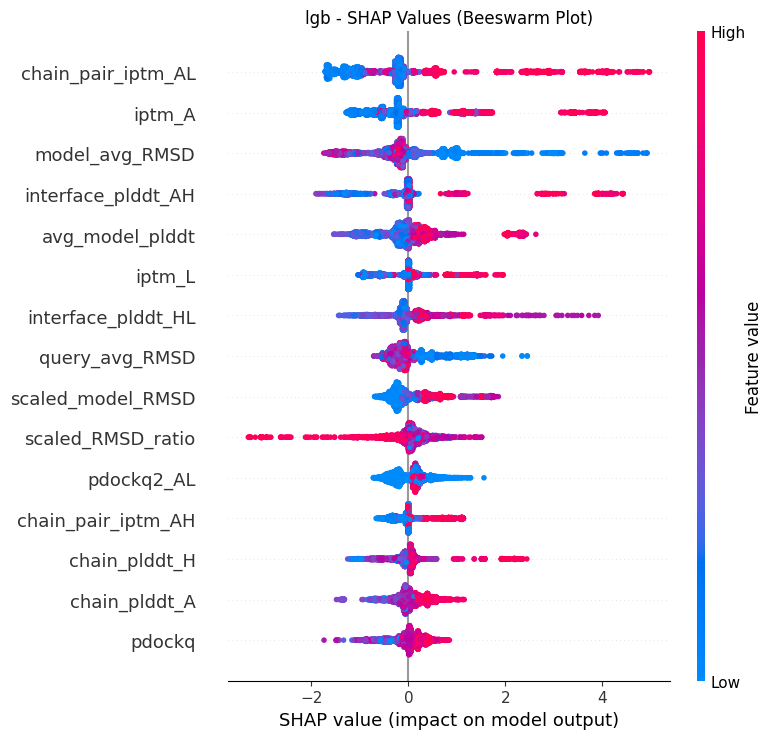 lgb - SHAP Values (Beeswarm Plot)
High
chain_pair_iptm_AL
iptm_A
model_avg_RMSD
interface_plddt_AH
avg_model_plddt
iptm_L
interface_plddt_HL
query_avg_RMSD
scaled_model_RMSD
scaled_RMSD_ratio
pdockq2_AL
chain_pair_iptm_AH
chain_plddt_H
chain_plddt_A
pdockq
Feature value
Low
−2 0 2 4
SHAP value (impact on model output)